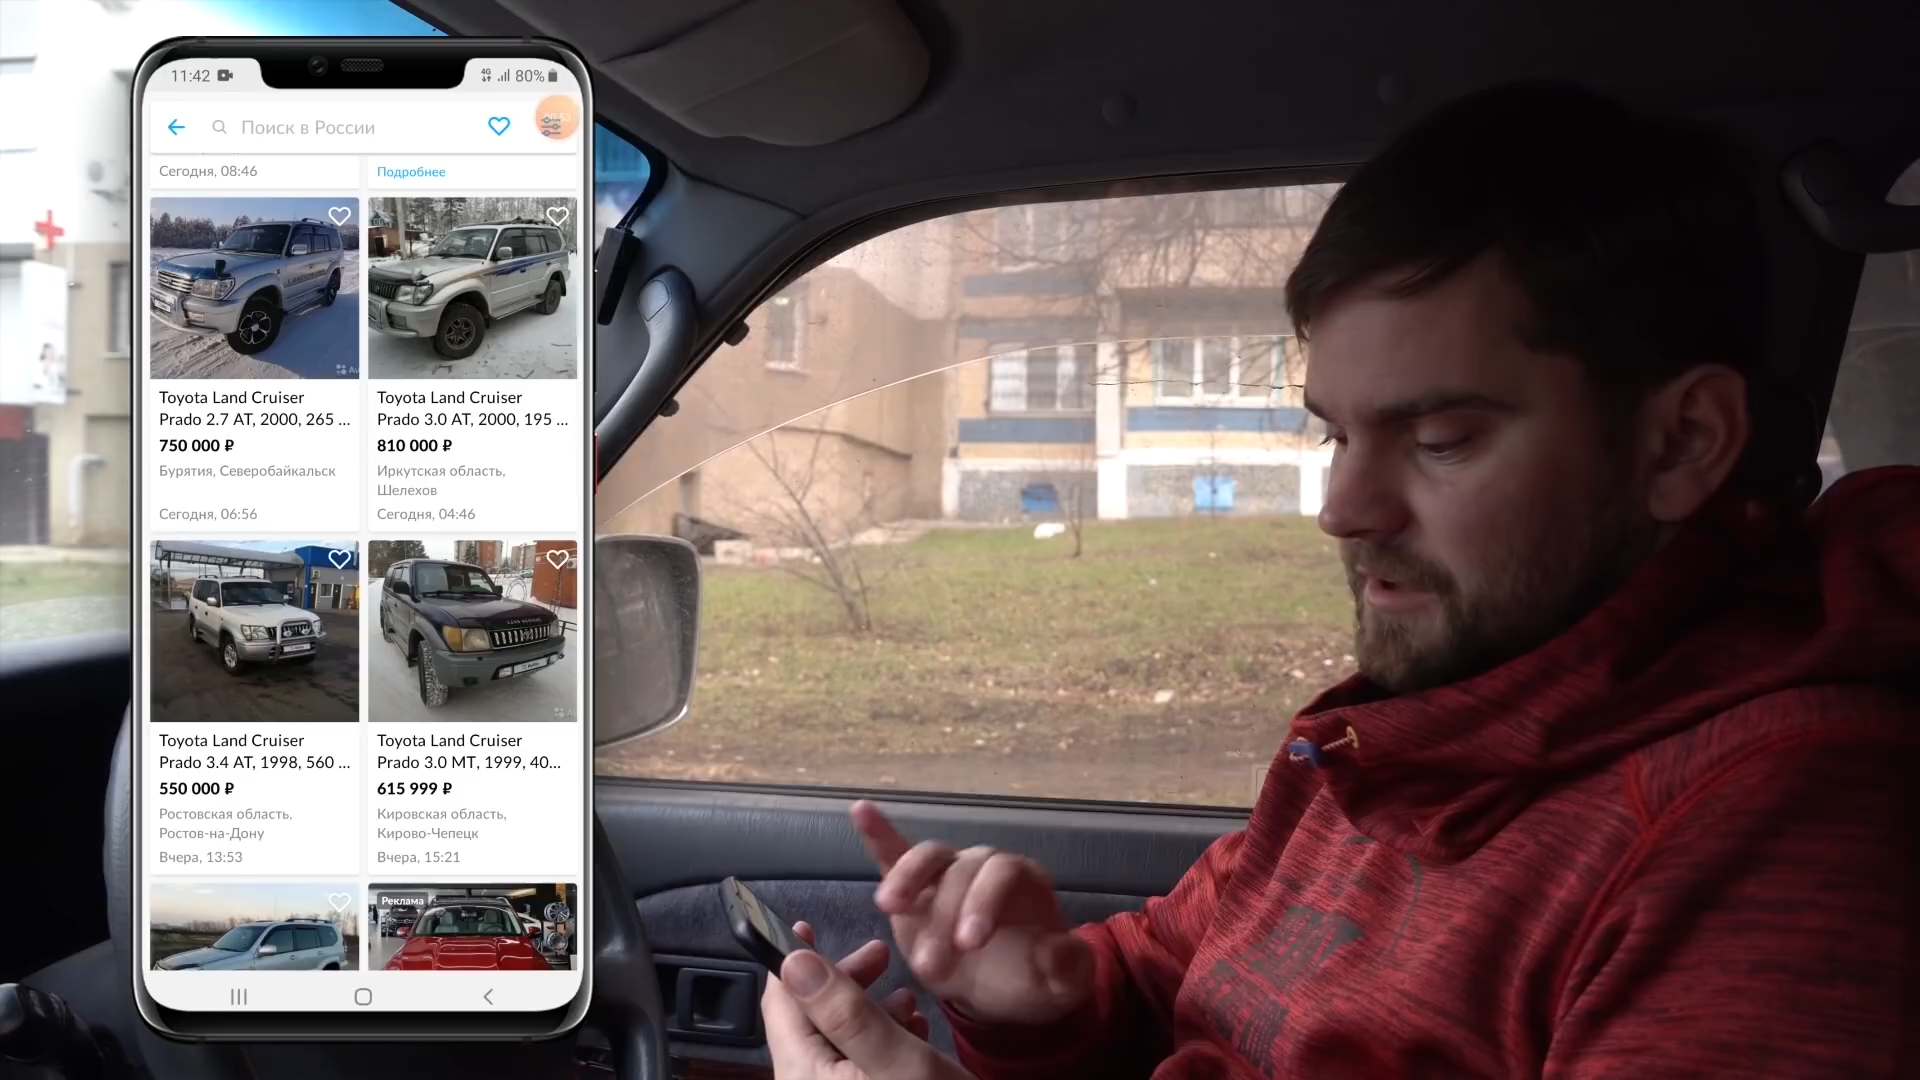 11:42
4G
80%
Поиск в России
Сегодня, 08:46
Подробнее
Toyota Land Cruiser
Prado 2.7 AT, 2000, 265 ...
750 000 ₽
Бурятия, Северобайкальск
Сегодня, 06:56
Toyota Land Cruiser
Prado 3.0 AT, 2000, 195 ...
810 000 ₽
Иркутская область,
Шелехов
Сегодня, 04:46
Toyota Land Cruiser
Prado 3.4 AT, 1998, 560 ...
550 000 ₽
Ростовская область,
Ростов-на-Дону
Вчера, 13:53
Toyota Land Cruiser
Prado 3.0 MT, 1999, 40...
615 999 ₽
Кировская область,
Кирово-Чепецк
Вчера, 15:21
Реклама